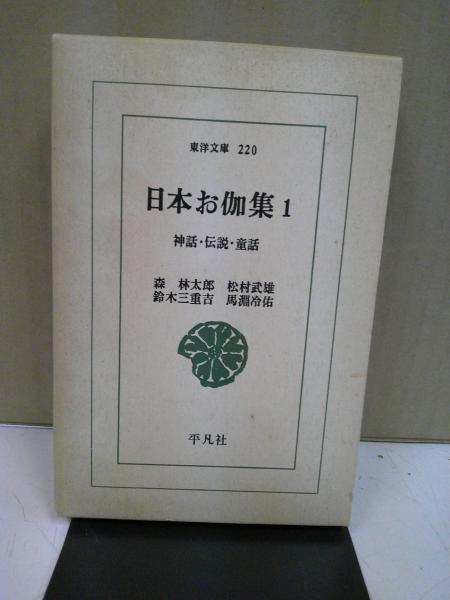 東洋文庫 220
日本お伽集 1
神話・伝説・童話
森 林太郎 松村武雄
鈴木三重吉 馬淵冷佑
平凡社